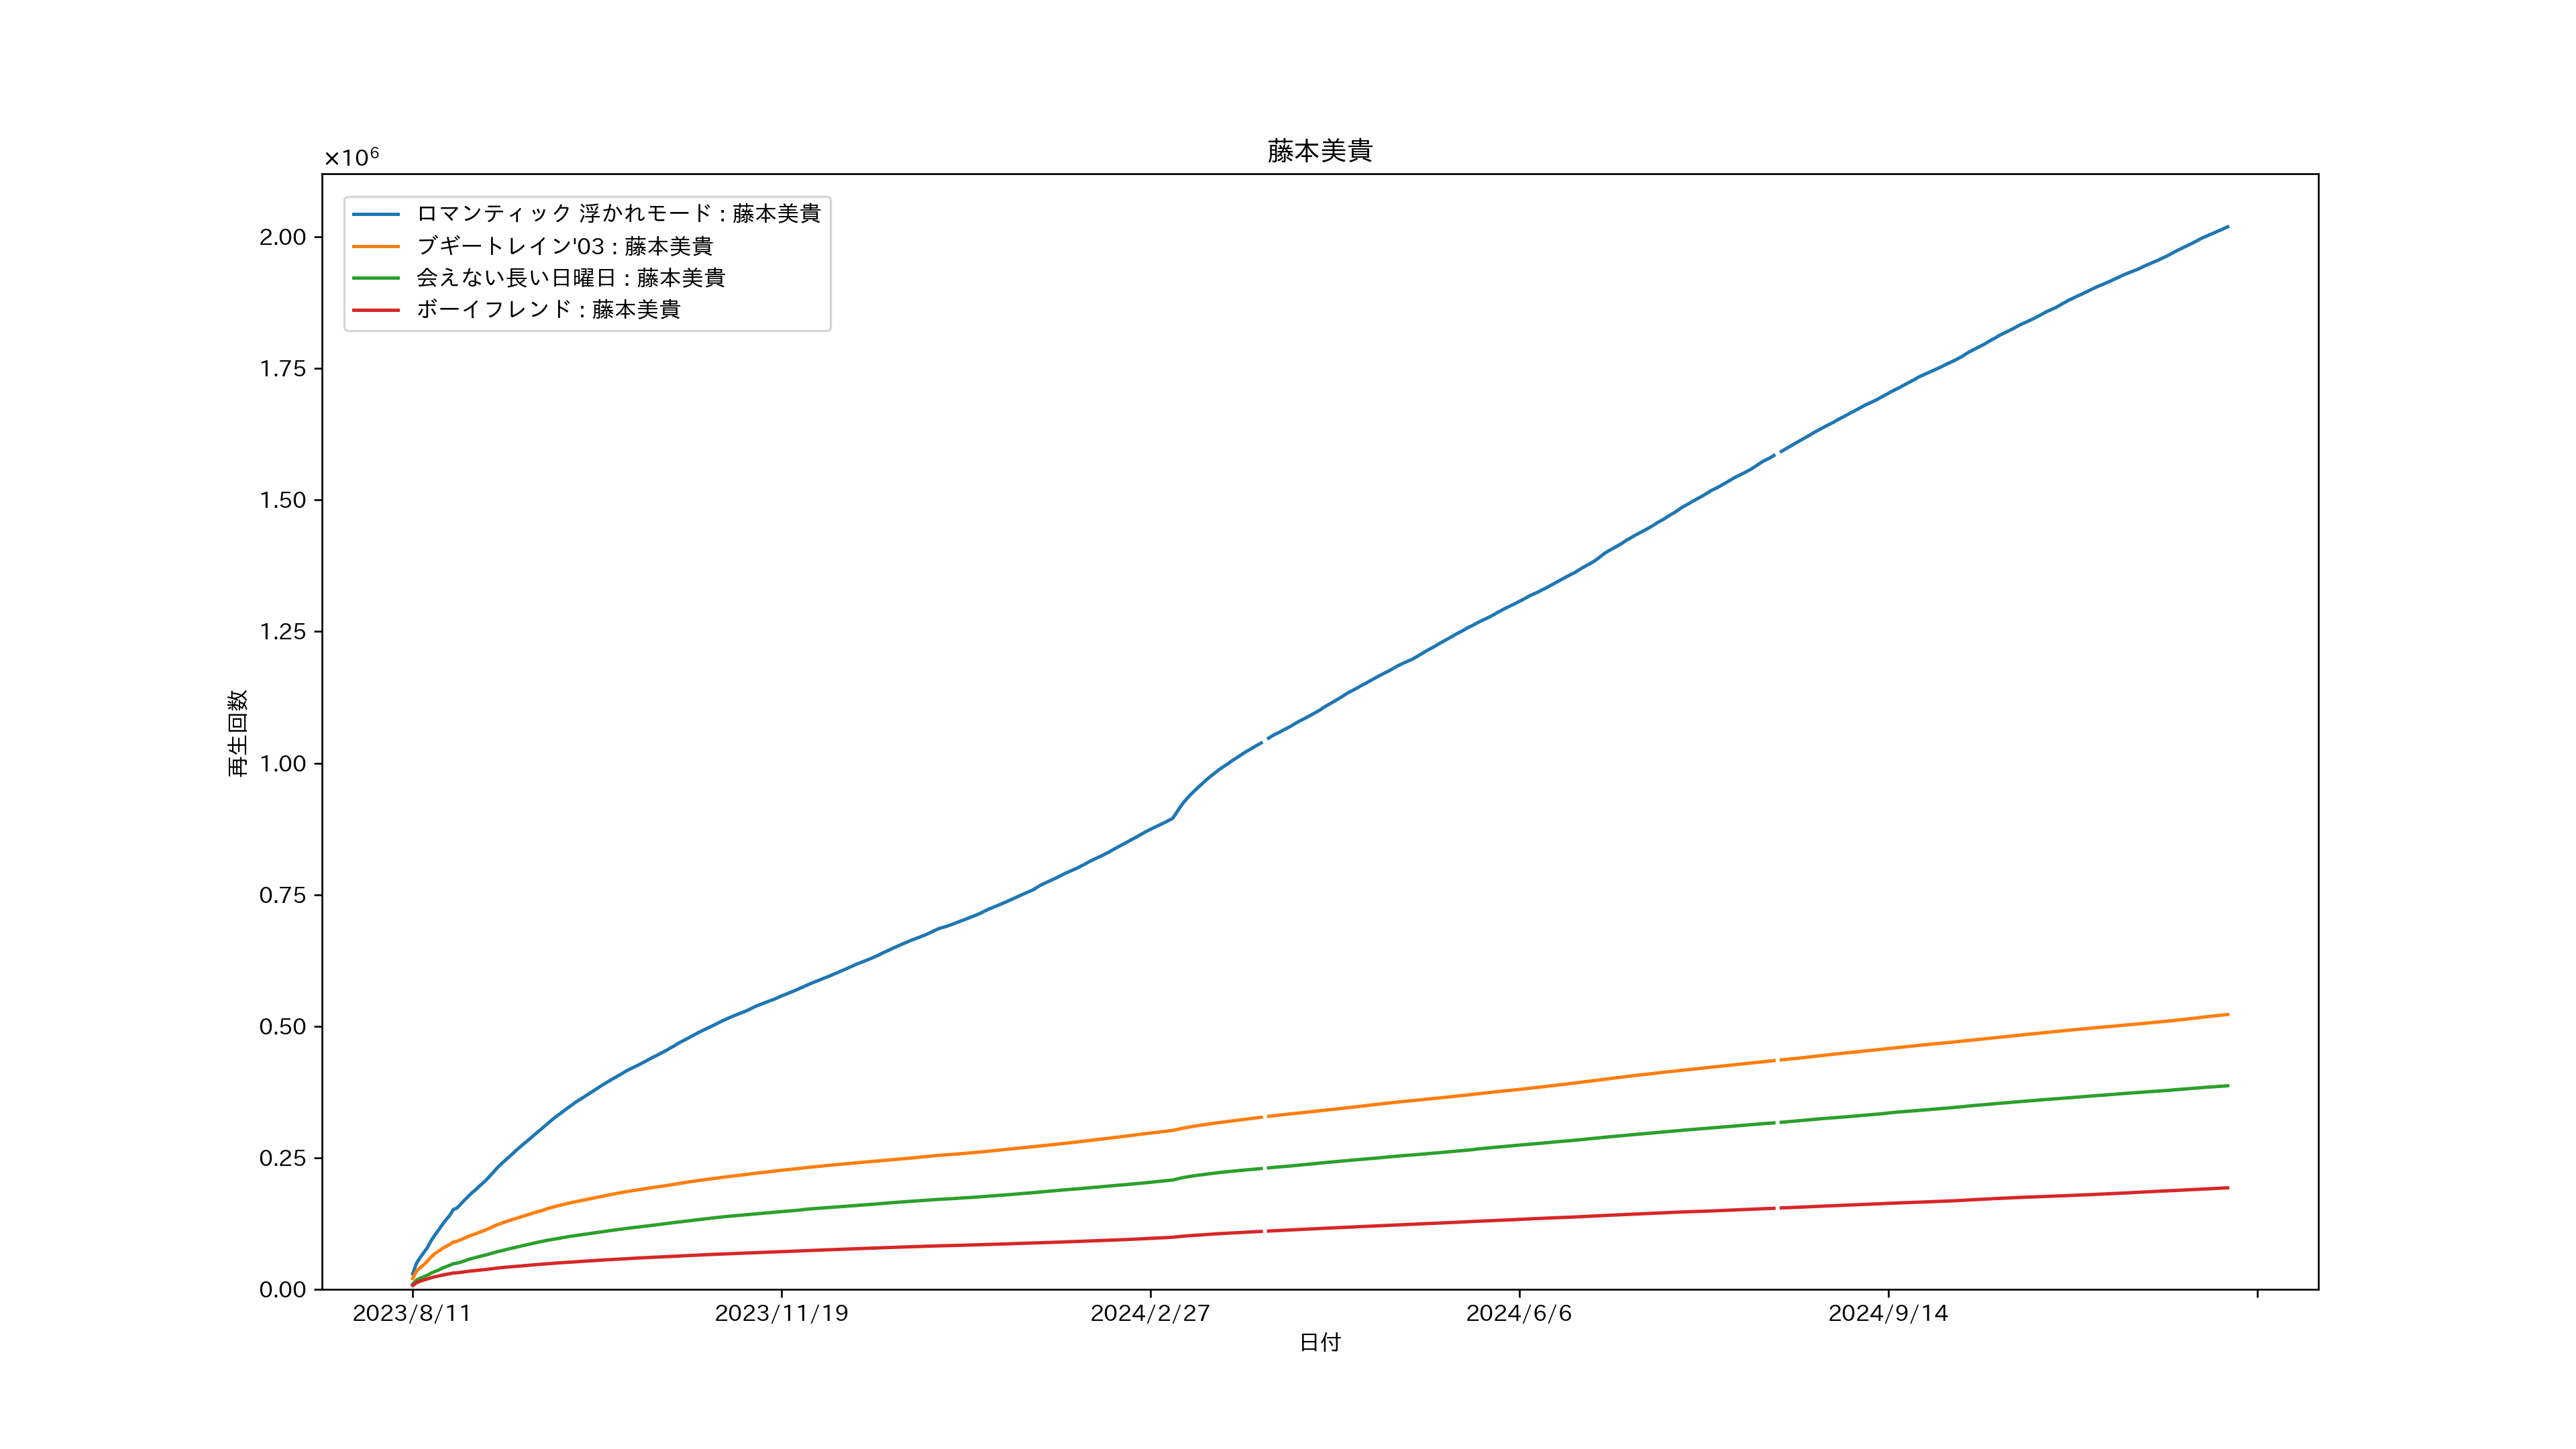 藤本美貴
×10⁶
ロマンティック 浮かれモード : 藤本美貴
ブギートレイン'03 : 藤本美貴
会えない長い日曜日 : 藤本美貴
ボーイフレンド : 藤本美貴
再生回数
2.00
1.75
1.50
1.25
1.00
0.75
0.50
0.25
0.00
2023/8/11
2023/11/19
2024/2/27
2024/6/6
2024/9/14
日付